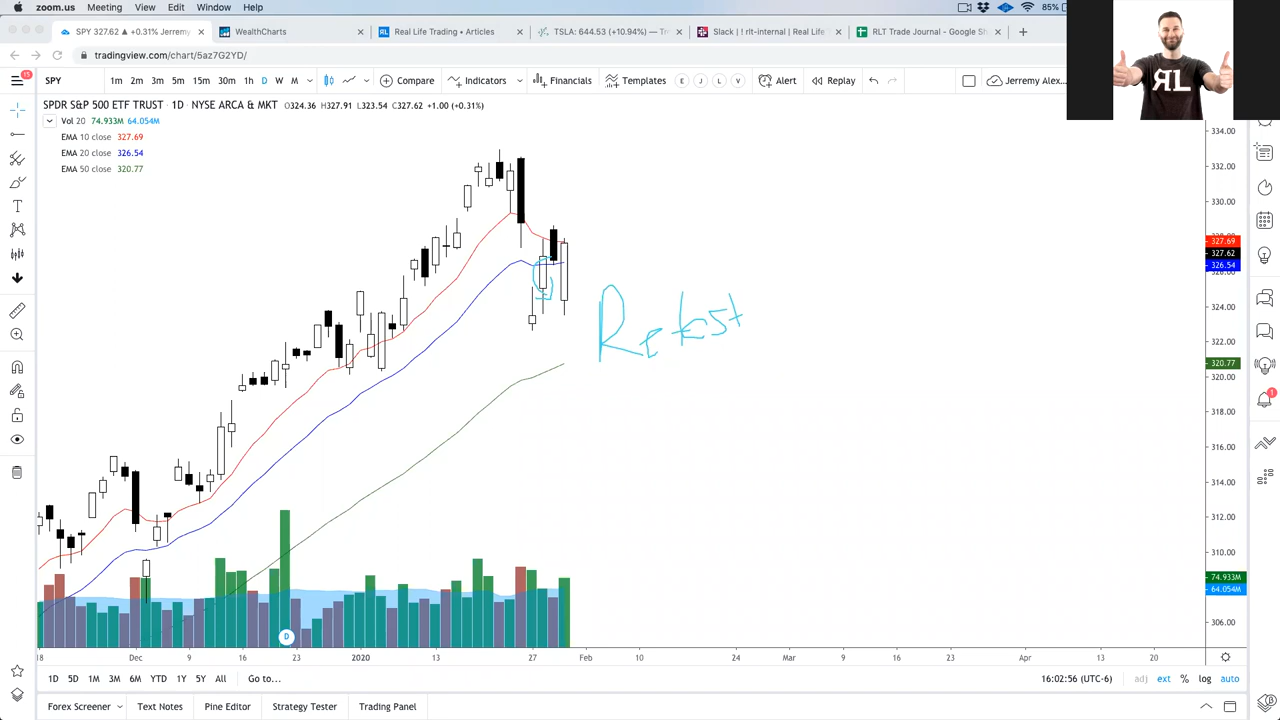 zoom.us Meeting View Edit Window Help 85%
SPY 327.62 ▲ +0.31% Jerremy × WealthCharts × Real Life Trading • Articles × TSLA: 644.53 (+10.94%) — T × Slack | ! rlt-internal | Real Life × RLT Trade Journal - Google Sh × +
tradingview.com/chart/5az7G2YD/
15 SPY 1m 2m 3m 5m 15m 30m 1h D W M Compare Indicators Financials Templates E J L V Alert Replay Jeremy Alex...
SPDR S&P 500 ETF TRUST · 1D · NYSE ARCA & MKT O324.36 H327.91 L323.54 C327.62 +1.00 (+0.31%)
Vol 20 74.933M 64.054M
EMA 10 close 327.69
EMA 20 close 326.54
EMA 50 close 320.77
ЯL
334.00
332.00
330.00
327.69
327.62
326.54
326.00
324.00
322.00
320.77
320.00
318.00
316.00
314.00
312.00
310.00
74.933M
64.054M
306.00
1
Retest
D
18 Dec 9 16 23 2020 13 27 Feb 10 24 Mar 9 16 23 Apr 13 20
1D 5D 1M 3M 6M YTD 1Y 5Y All Go to... 16:02:56 (UTC-6) adj ext % log auto
Forex Screener Text Notes Pine Editor Strategy Tester Trading Panel